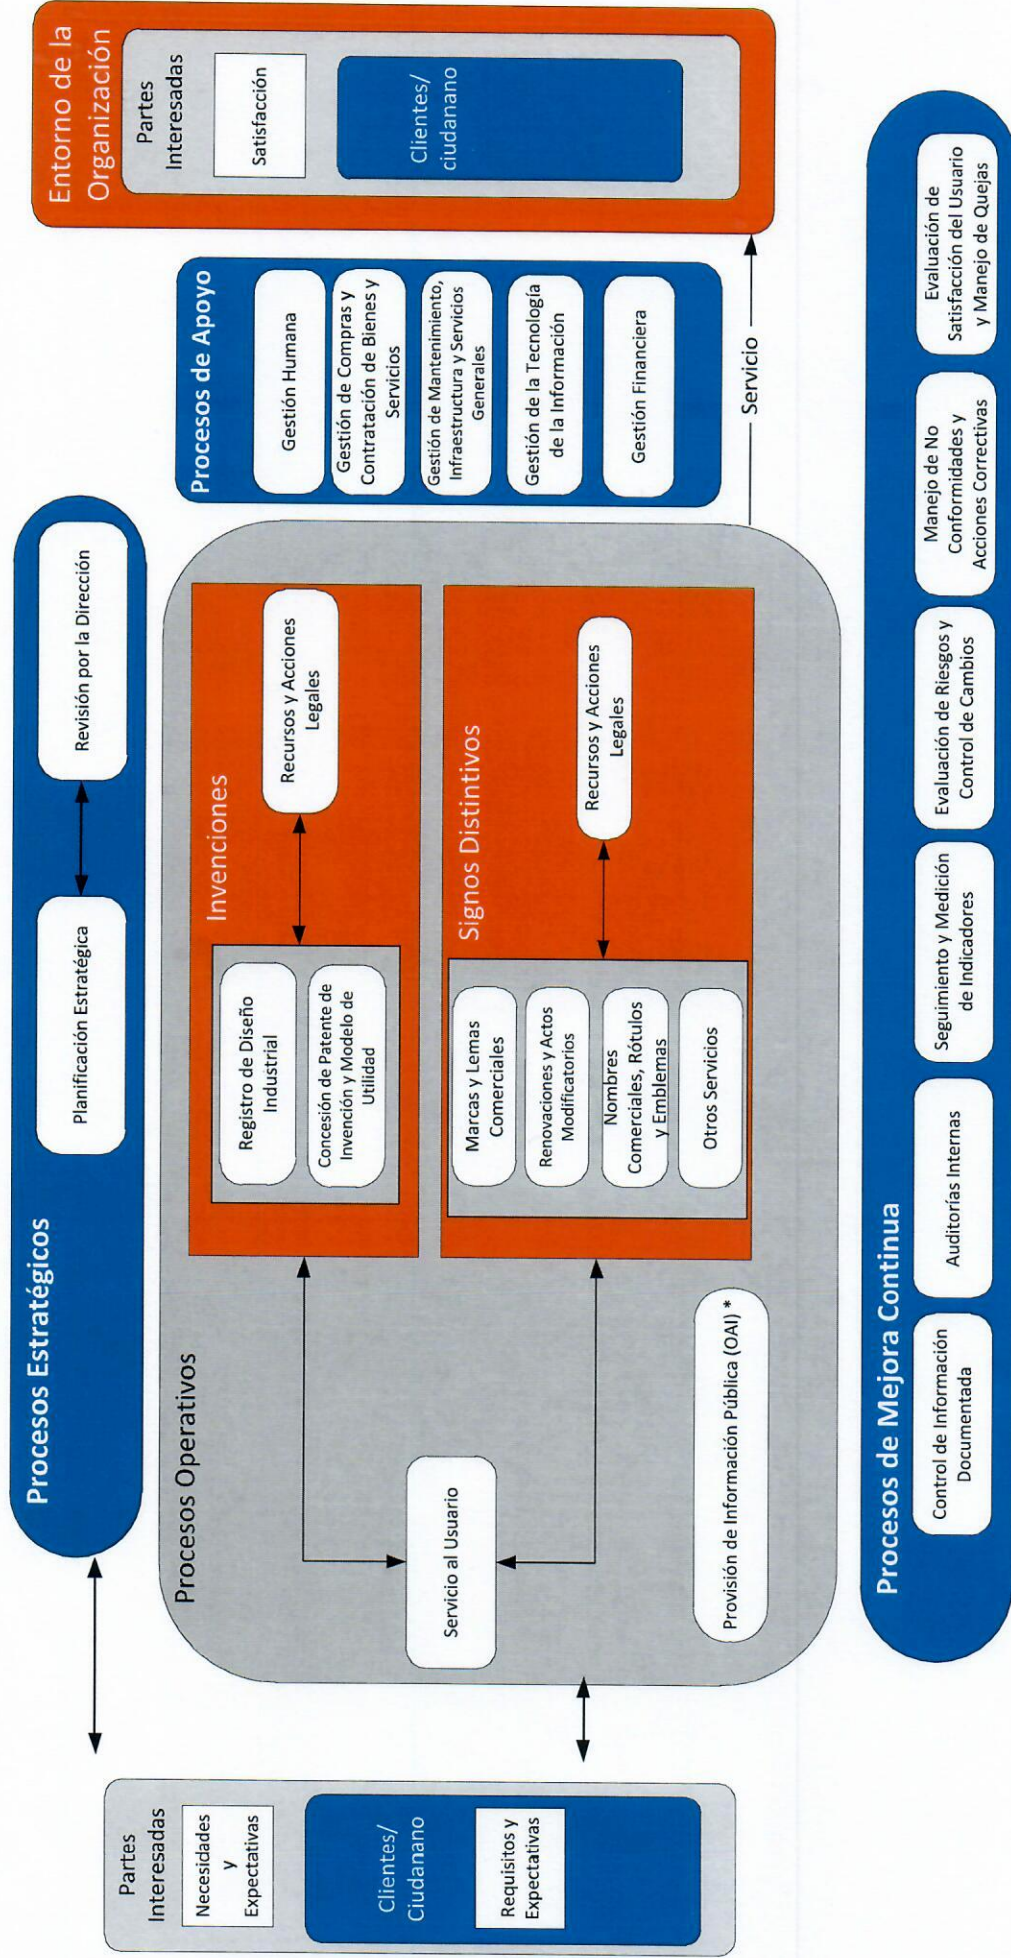 Procesos Estratégicos
Planificación Estratégica
Revisión por la Dirección
Partes
Interesadas
Necesidades
y
Expectativas
Clientes/
Ciudanano
Requisitos y
Expectativas
Procesos Operativos
Servicio al Usuario
Provisión de Información Pública (OAI) *
Invenciones
Registro de Diseño
Industrial
Concesión de Patente de
Invención y Modelo de
Utilidad
Recursos y Acciones
Legales
Signos Distintivos
Marcas y Lemas
Comerciales
Renovaciones y Actos
Modificatorios
Nombres
Comerciales, Rótulos
y Emblemas
Otros Servicios
Recursos y Acciones
Legales
Procesos de Apoyo
Gestión Humana
Gestión de Compras y
Contratación de Bienes y
Servicios
Gestión de Mantenimiento,
Infraestructura y Servicios
Generales
Gestión de la Tecnología
de la Información
Gestión Financiera
Servicio
Entorno de la
Organización
Partes
Interesadas
Satisfacción
Clientes/
ciudanano
Procesos de Mejora Continua
Control de Información
Documentada
Auditorías Internas
Seguimiento y Medición
de Indicadores
Evaluación de Riesgos y
Control de Cambios
Manejo de No
Conformidades y
Acciones Correctivas
Evaluación de
Satisfacción del Usuario
y Manejo de Quejas